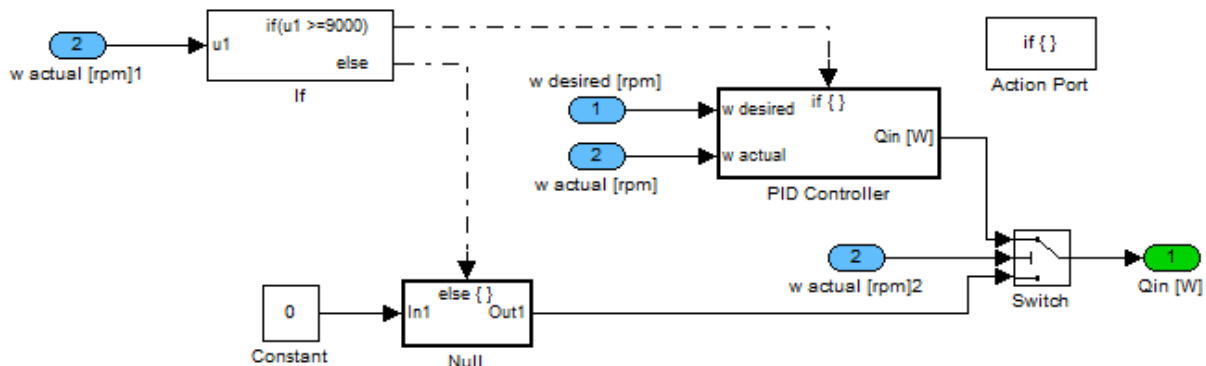 if(u1 >=9000)
2
u1
else
w actual [rpm]1
If
if { }
Action Port
w desired [rpm]
1
if { }
w desired
2
w actual
Qin [W]
w actual [rpm]
PID Controller
2
1
w actual [rpm]2
Switch
Qin [W]
else { }
0
In1
Out1
Constant
Null